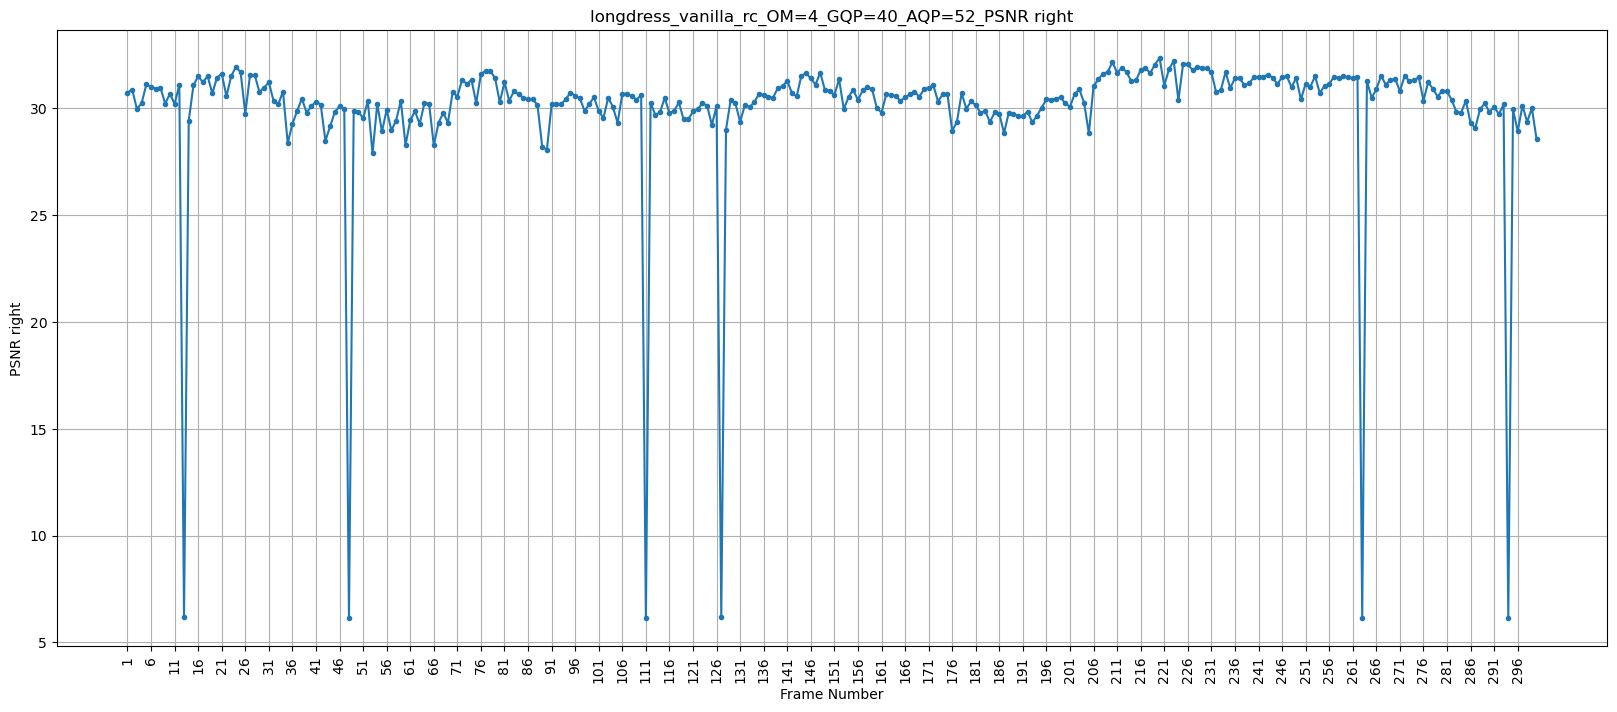 longdress_vanilla_rc_OM=4_GQP=40_AQP=52_PSNR right
PSNR right
30
25
20
15
10
5
1 6 11 16 21 26 31 36 41 46 51 56 61 66 71 76 81 86 91 96 101 106 111 116 121 126 131 136 141 146 151 156 161 166 171 176 181 186 191 196 201 206 211 216 221 226 231 236 241 246 251 256 261 266 271 276 281 286 291 296
Frame Number